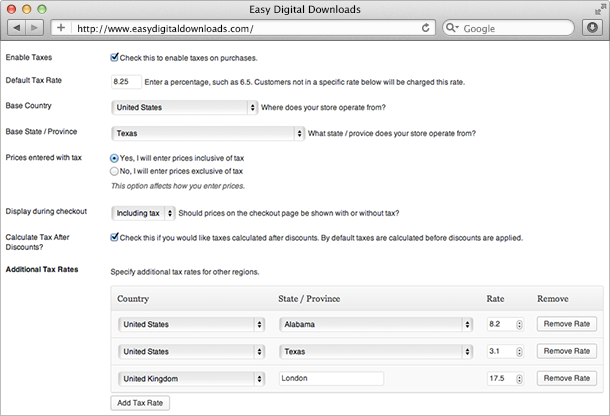 Easy Digital Downloads
http://www.easydigitaldownloads.com/
Google
Enable Taxes
Check this to enable taxes on purchases.
Default Tax Rate
8.25 Enter a percentage, such as 6.5. Customers not in a specific rate below will be charged this rate.
Base Country
United States Where does your store operate from?
Base State / Province
Texas What state / provice does your store operate from?
Prices entered with tax
Yes, I will enter prices inclusive of tax
No, I will enter prices exclusive of tax
This option affects how you enter prices.
Display during checkout
Including tax Should prices on the checkout page be shown with or without tax?
Calculate Tax After
Discounts?
Check this if you would like taxes calculated after discounts. By default taxes are calculated before discounts are applied.
Additional Tax Rates
Specify additional tax rates for other regions.
Country State / Province Rate Remove
United States Alabama 8.2 Remove Rate
United States Texas 3.1 Remove Rate
United Kingdom London 17.5 Remove Rate
Add Tax Rate